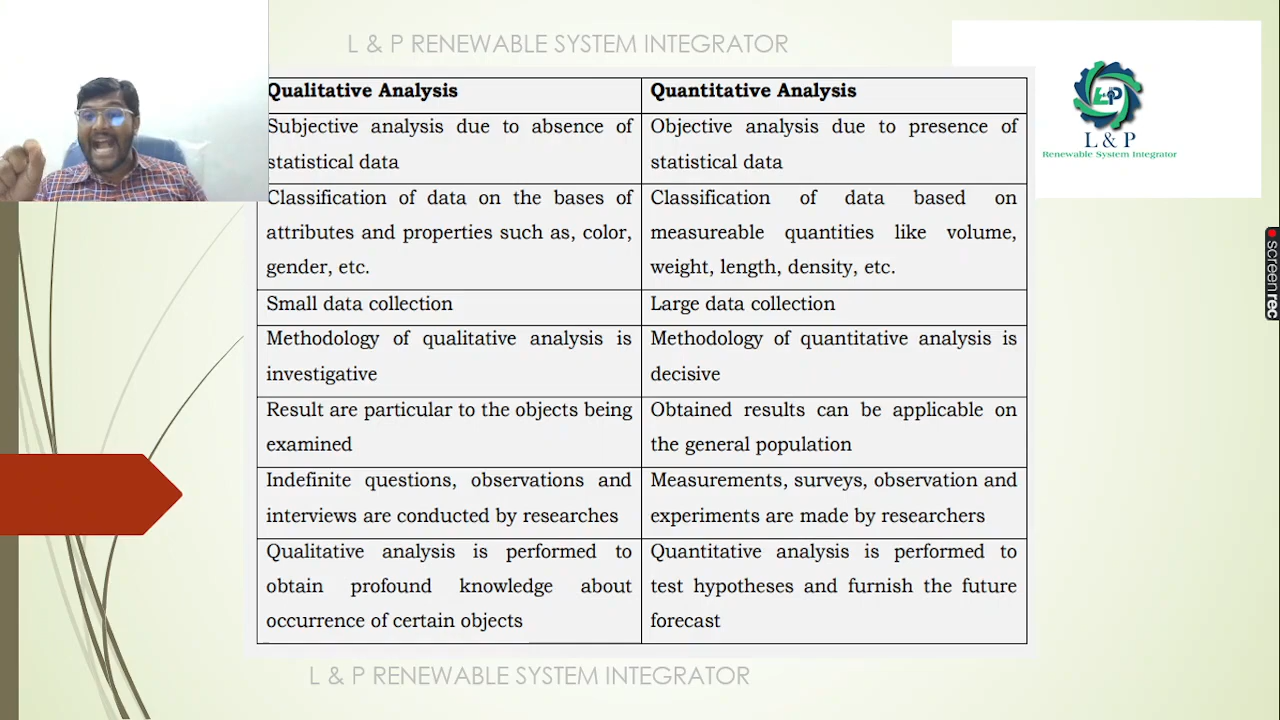 L & P RENEWABLE SYSTEM INTEGRATOR
Qualitative Analysis
Quantitative Analysis
Subjective analysis due to absence of
statistical data
Objective analysis due to presence of
statistical data
Classification of data on the bases of
attributes and properties such as, color,
gender, etc.
Classification of data based on
measureable quantities like volume,
weight, length, density, etc.
Small data collection
Large data collection
Methodology of qualitative analysis is
investigative
Methodology of quantitative analysis is
decisive
Result are particular to the objects being
examined
Obtained results can be applicable on
the general population
Indefinite questions, observations and
interviews are conducted by researches
Measurements, surveys, observation and
experiments are made by researchers
Qualitative analysis is performed to
obtain profound knowledge about
occurrence of certain objects
Quantitative analysis is performed to
test hypotheses and furnish the future
forecast
L&P
L & P
Renewable System Integrator
screenrec
L & P RENEWABLE SYSTEM INTEGRATOR